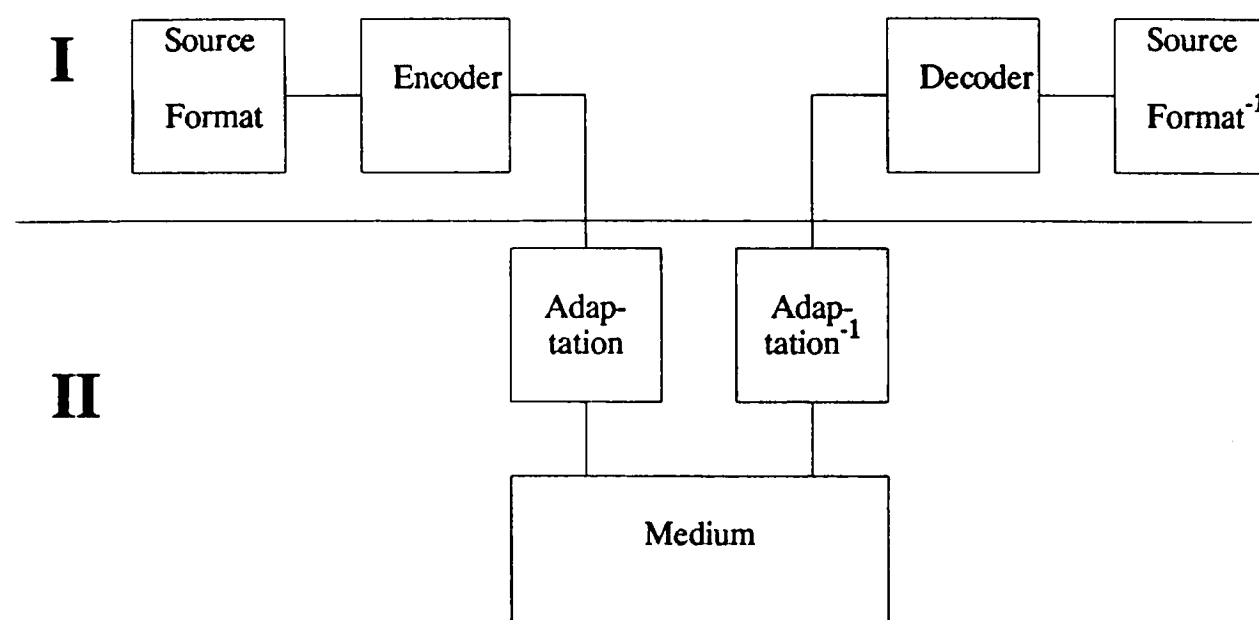 I
Source
Format
Encoder
Decoder
Source
Format-1
Adap-
tation
Adap-
tation-1
II
Medium